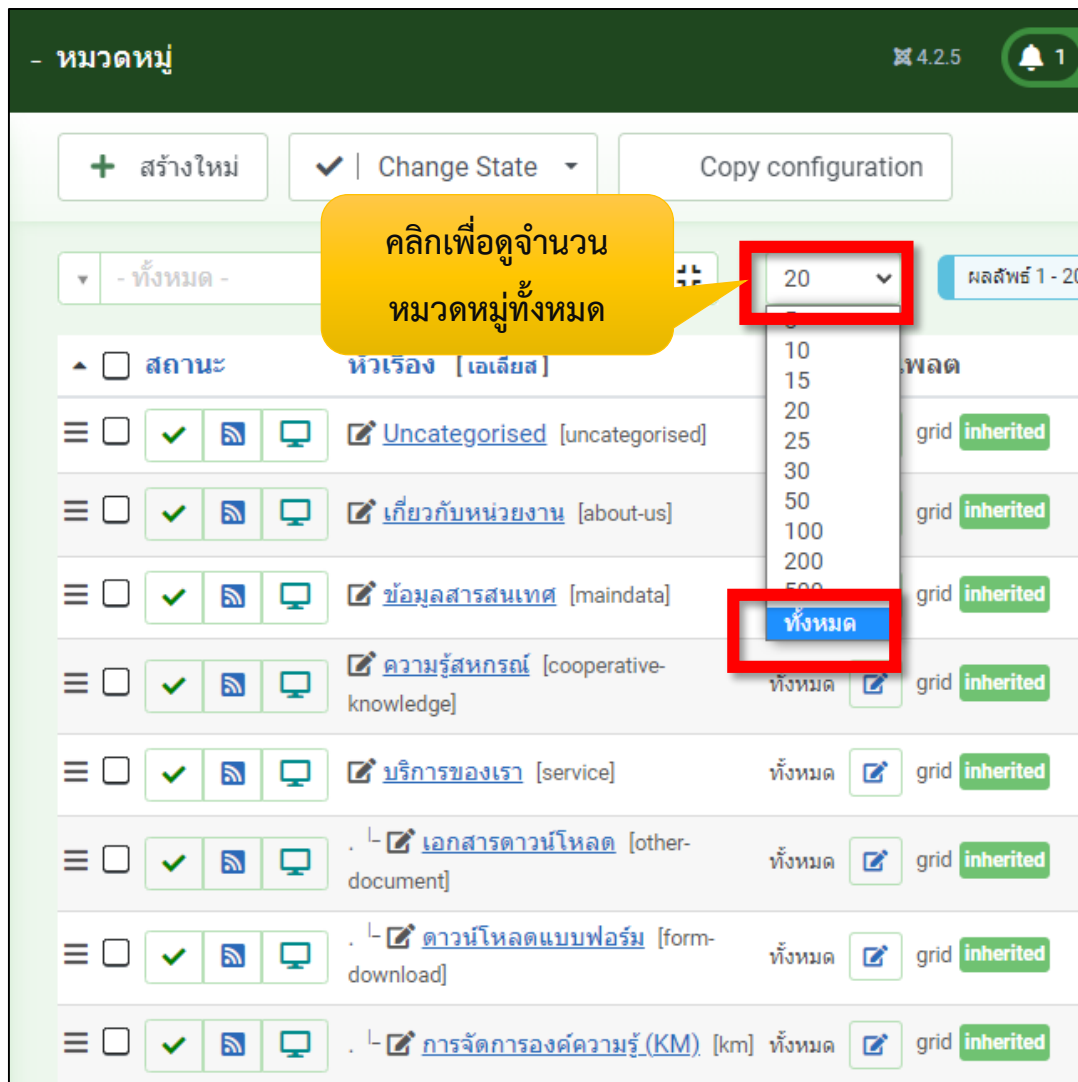 - หมวดหมู่ 4.2.5 1
+ สร้างใหม่ | Change State Copy configuration
คลิกเพื่อดูจำนวน
หมวดหมู่ทั้งหมด
- ทั้งหมด - 20 ผลลัพธ์ 1 - 20
สถานะ หัวเรื่อง [ เอเลียส ]
10
15
20
25
30
50
100
200
ทั้งหมด
Uncategorised [uncategorised] grid inherited
เกี่ยวกับหน่วยงาน [about-us] grid inherited
ข้อมูลสารสนเทศ [maindata] grid inherited
ความรู้สหกรณ์ [cooperative-
knowledge] ทั้งหมด grid inherited
บริการของเรา [service] ทั้งหมด grid inherited
เอกสารดาวน์โหลด [other-
document] ทั้งหมด grid inherited
ดาวน์โหลดแบบฟอร์ม [form-
download] ทั้งหมด grid inherited
การจัดการองค์ความรู้ (KM) [km] ทั้งหมด grid inherited